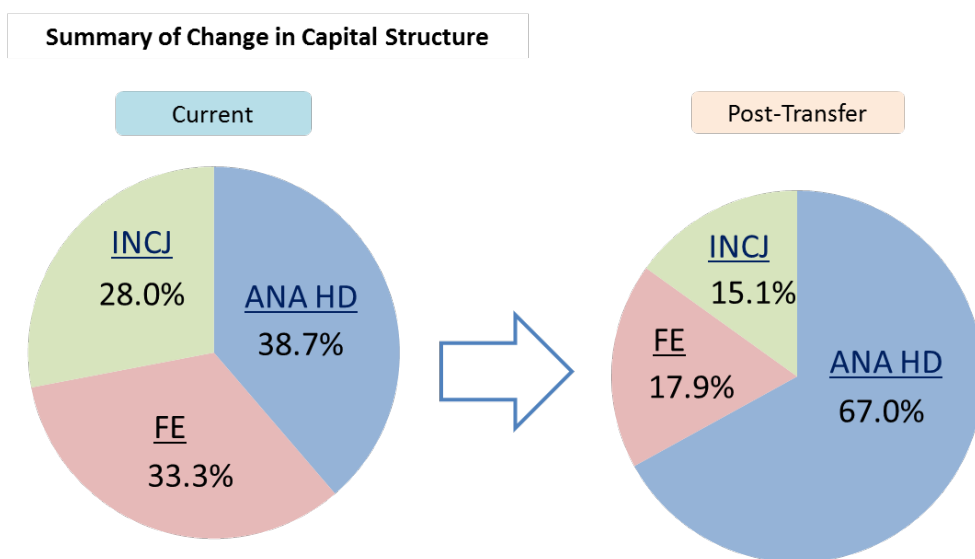 Summary of Change in Capital Structure
Current
Post-Transfer
INCJ
28.0%
ANA HD
38.7%
FE
33.3%
INCJ
15.1%
FE
17.9%
ANA HD
67.0%